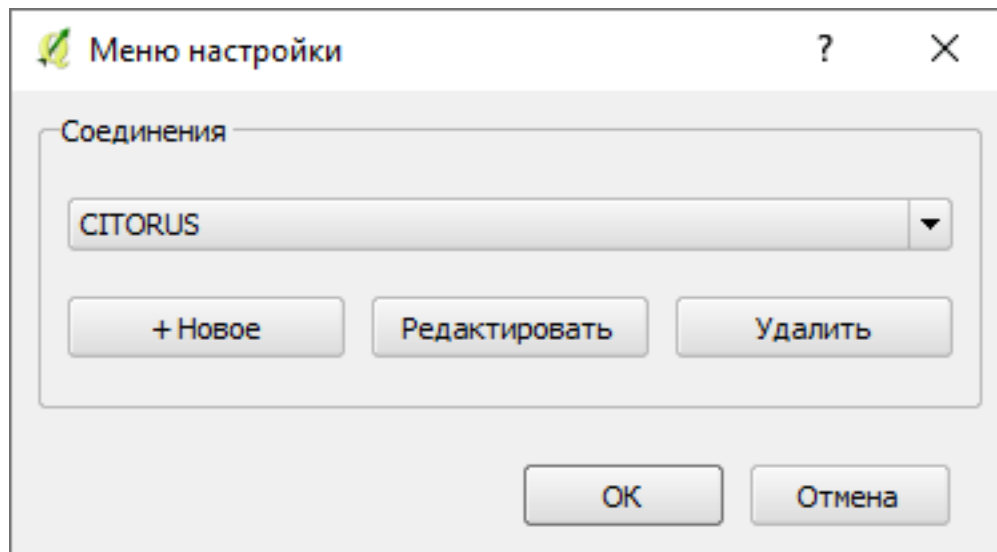 Меню настройки
?
Соединения
CITORUS
+ Новое Редактировать Удалить
OK Отмена